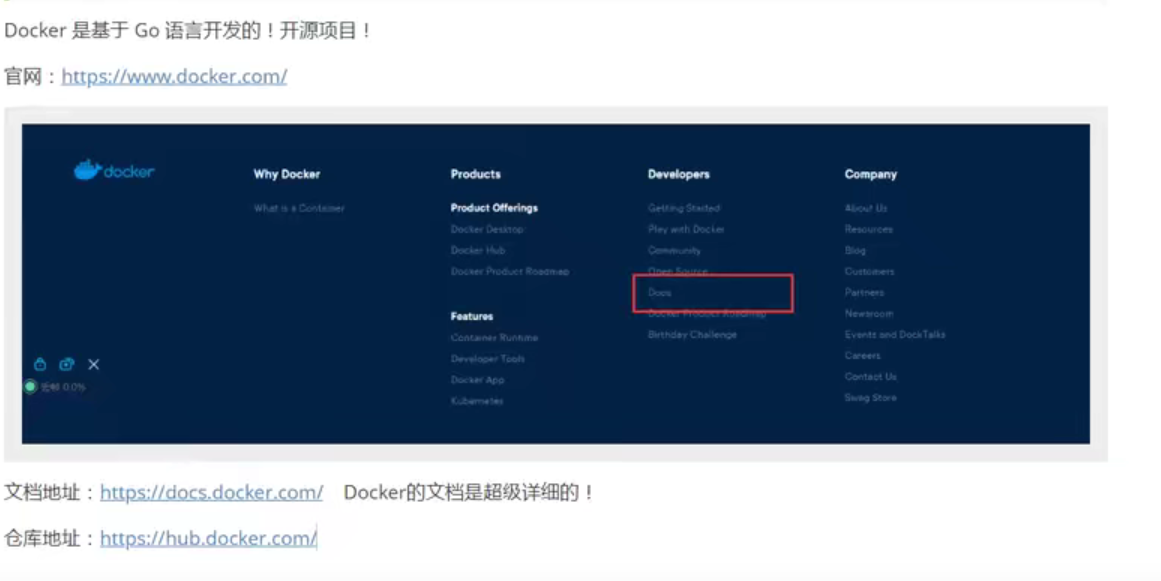 Docker 是基于 Go 语言开发的！开源项目！
官网：https://www.docker.com/
docker
Why Docker
What is a Container
Products
Product Offerings
Docker Desktop
Docker Hub
Docker Product Roadmap
Features
Container Runtime
Developer Tools
Docker App
Kubernetes
Developers
Getting Started
Play with Docker
Community
Open Source
Docs
Docker Product Roadmap
Birthday Challenge
Company
About Us
Resources
Blog
Customers
Partners
Newsroom
Events and DockTalks
Careers
Contact Us
Swag Store
丢帧 0.0%
文档地址：https://docs.docker.com/ Docker的文档是超级详细的！
仓库地址：https://hub.docker.com/